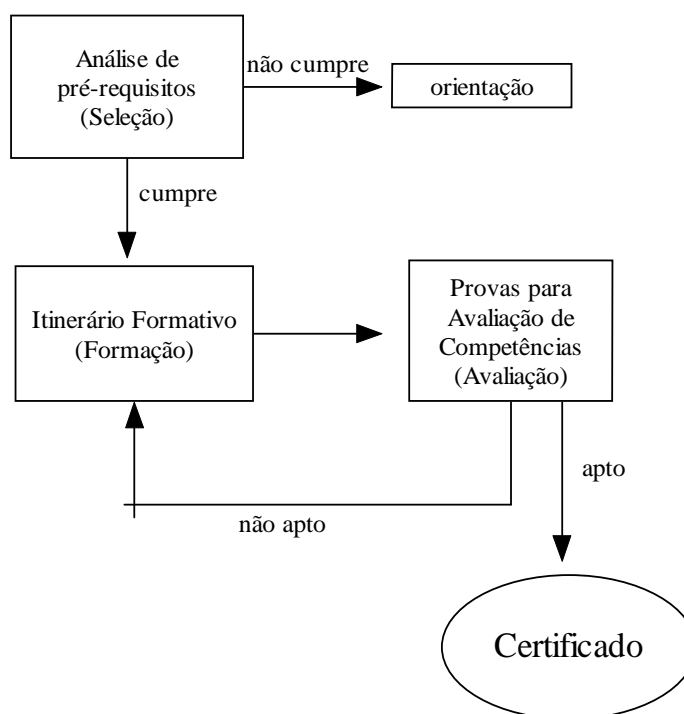 Análise de
pré-requisitos
(Seleção)
não cumpre
orientação
cumpre
Itinerário Formativo
(Formação)
Provas para
Avaliação de
Competências
(Avaliação)
apto
não apto
Certificado